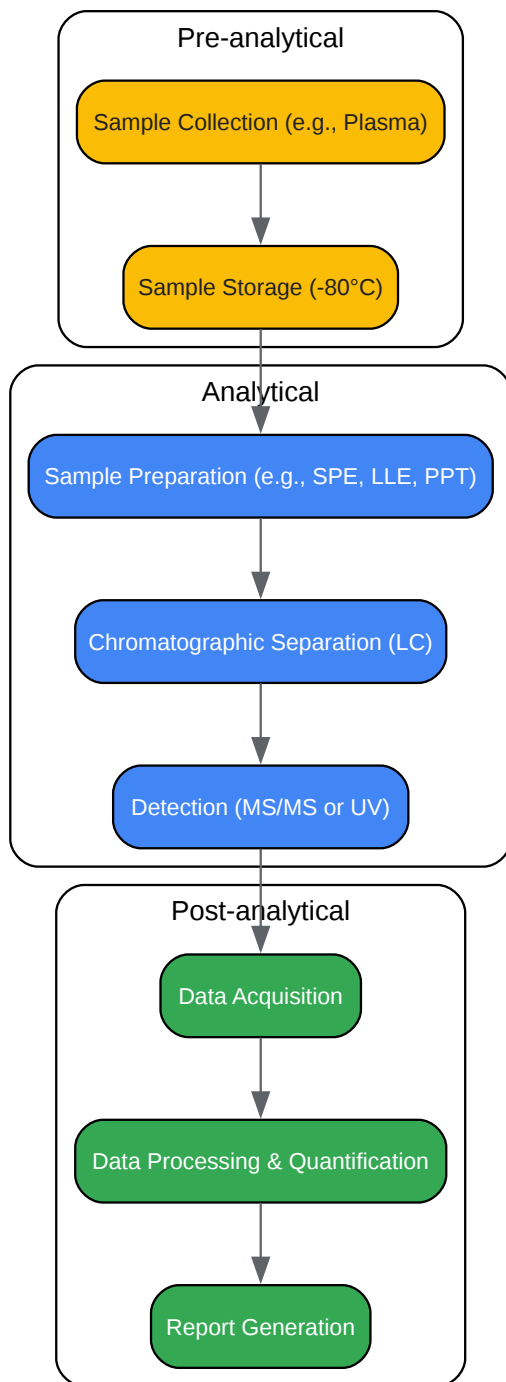 Pre-analytical
Sample Collection (e.g., Plasma)
Sample Storage (-80°C)
Analytical
Sample Preparation (e.g., SPE, LLE, PPT)
Chromatographic Separation (LC)
Detection (MS/MS or UV)
Post-analytical
Data Acquisition
Data Processing & Quantification
Report Generation